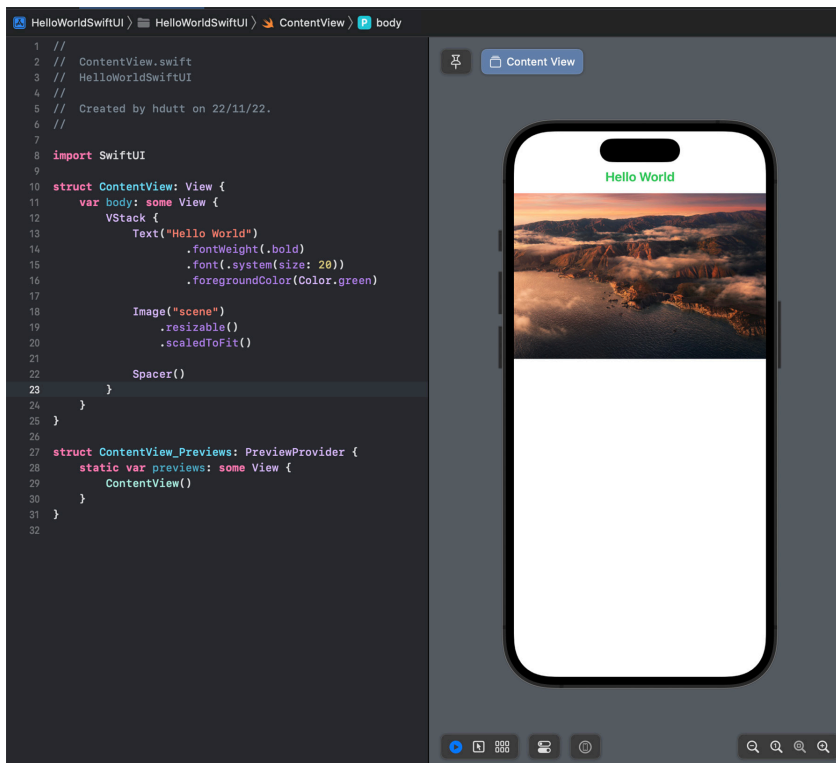 HelloWorldSwiftUI 〉 HelloWorldSwiftUI 〉 ContentView 〉 P body
1 //
2 //  ContentView.swift
3 //  HelloWorldSwiftUI
4 //
5 //  Created by hdutt on 22/11/22.
6 //
7
8 import SwiftUI
9
10 struct ContentView: View {
11     var body: some View {
12         VStack {
13             Text("Hello World")
14                     .fontWeight(.bold)
15                     .font(.system(size: 20))
16                     .foregroundColor(Color.green)
17
18             Image("scene")
19                 .resizable()
20                 .scaledToFit()
21
22             Spacer()
23         }
24     }
25 }
26
27 struct ContentView_Previews: PreviewProvider {
28     static var previews: some View {
29         ContentView()
30     }
31 }
32
Content View
Hello World